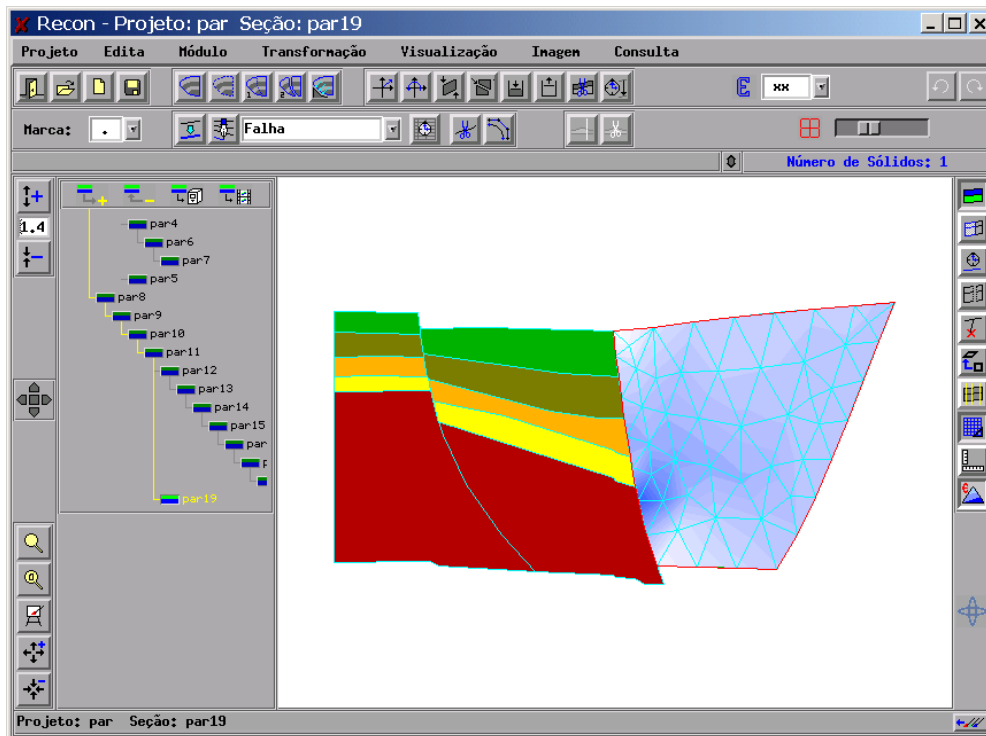 Recon - Projeto: par Seção: par19
Projeto Edita Módulo Transformação Visualização Imagem Consulta
E xx
Marca: . Falha
Número de Sólidos: 1
1.4
par4
par6
par7
par5
par8
par9
par10
par11
par12
par13
par14
par15
par
par19
Projeto: par Seção: par19